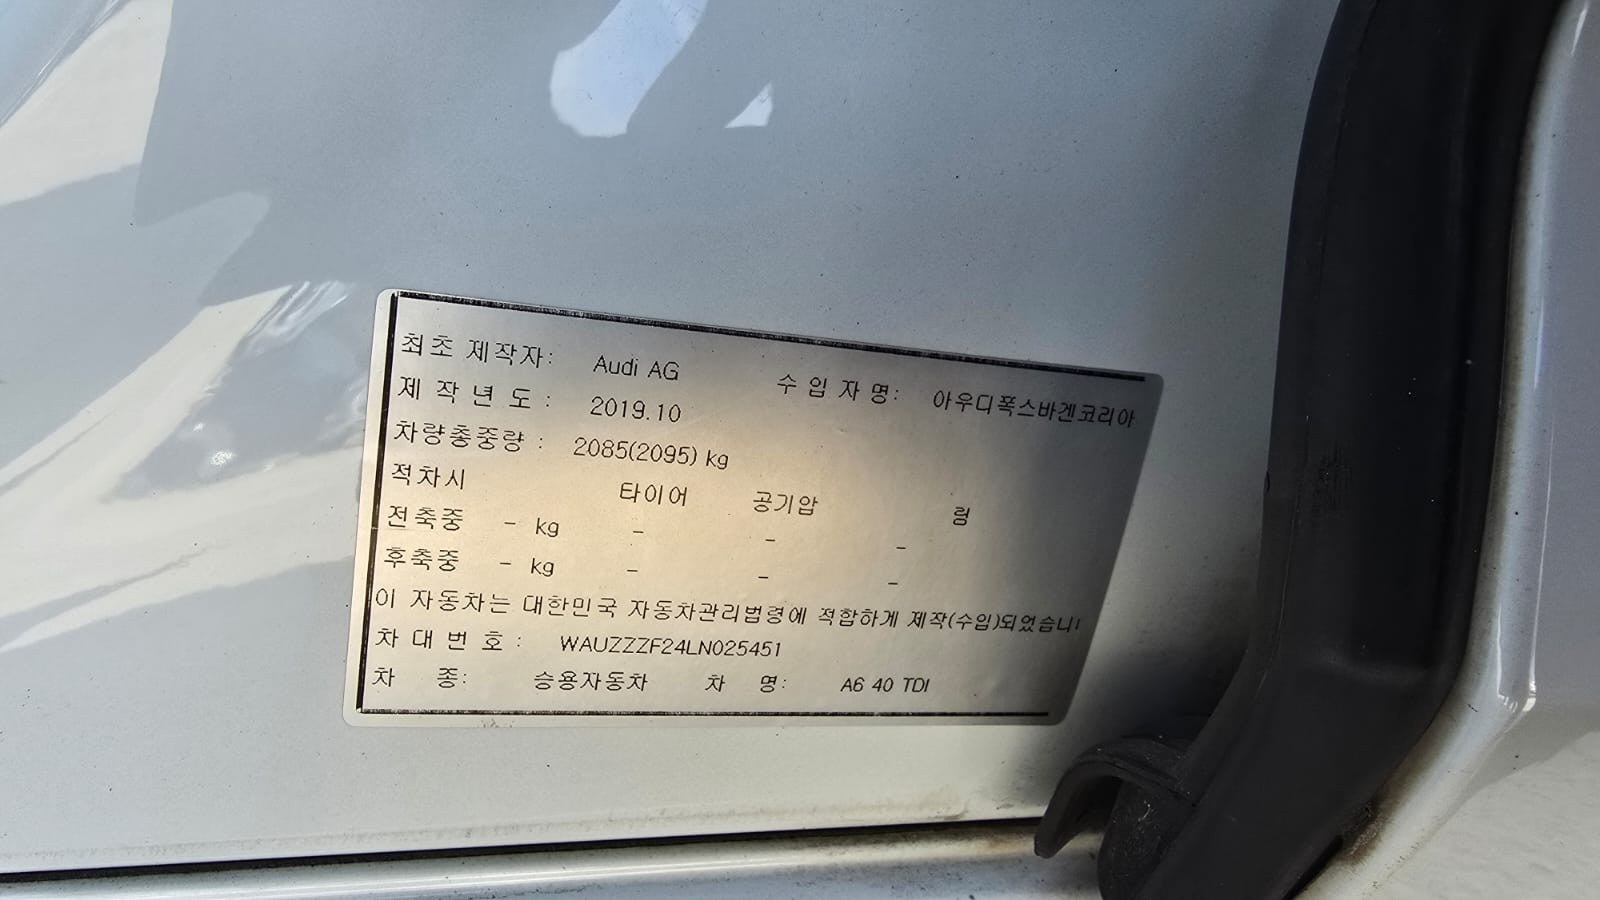 최초 제작자: Audi AG 수입자명: 아우디폭스바겐코리아
제작년도: 2019.10
차량총중량: 2085(2095) kg
적차시 타이어 공기압 림
전축중 - kg - - -
후축중 - kg - - -
이 자동차는 대한민국 자동차관리법령에 적합하게 제작(수입)되었습니
차대번호: WAUZZZF24LN025451
차 종: 승용자동차 차 명: A6 40 TDI